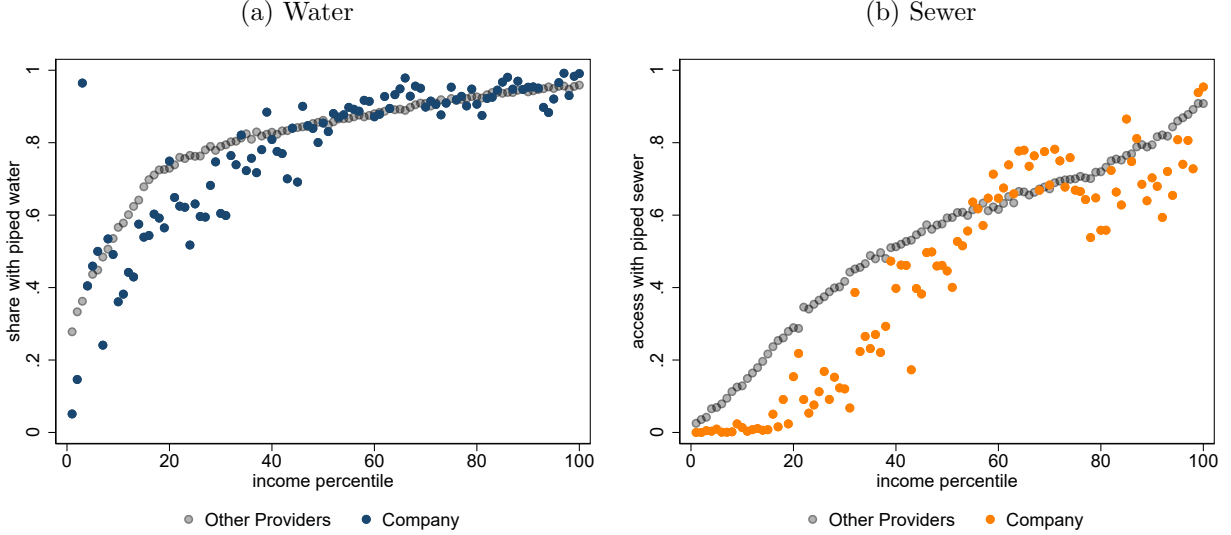 (a) Water
(b) Sewer
share with piped water
1
.8
.6
.4
.2
0
0 20 40 60 80 100
income percentile
Other Providers Company
access with piped sewer
1
.8
.6
.4
.2
0
0 20 40 60 80 100
income percentile
Other Providers Company